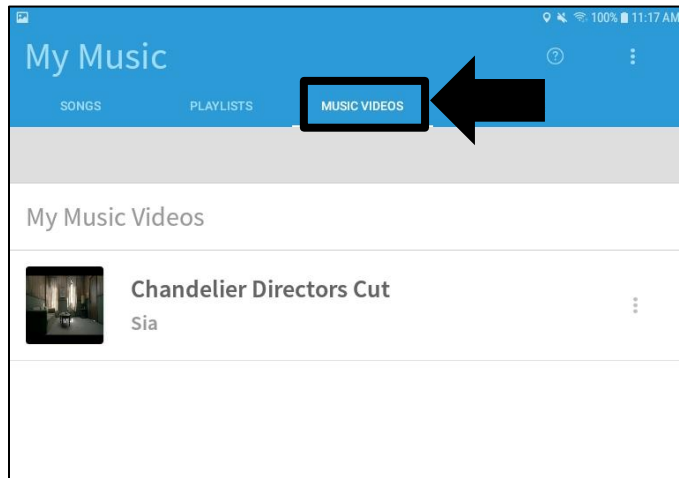 100% 11:17 AM
My Music
SONGS PLAYLISTS MUSIC VIDEOS
My Music Videos
Chandelier Directors Cut
Sia